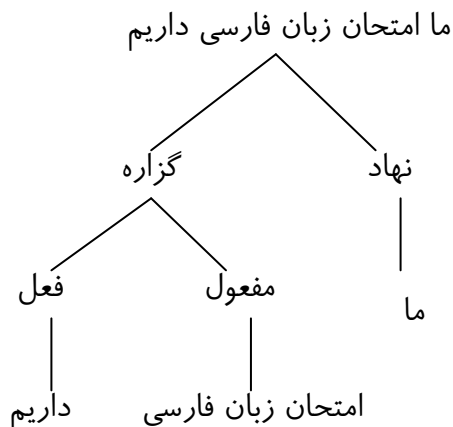 ما امتحان زبان فارسی داریم
نهاد
گزاره
مفعول
فعل
ما
امتحان زبان فارسی
داریم